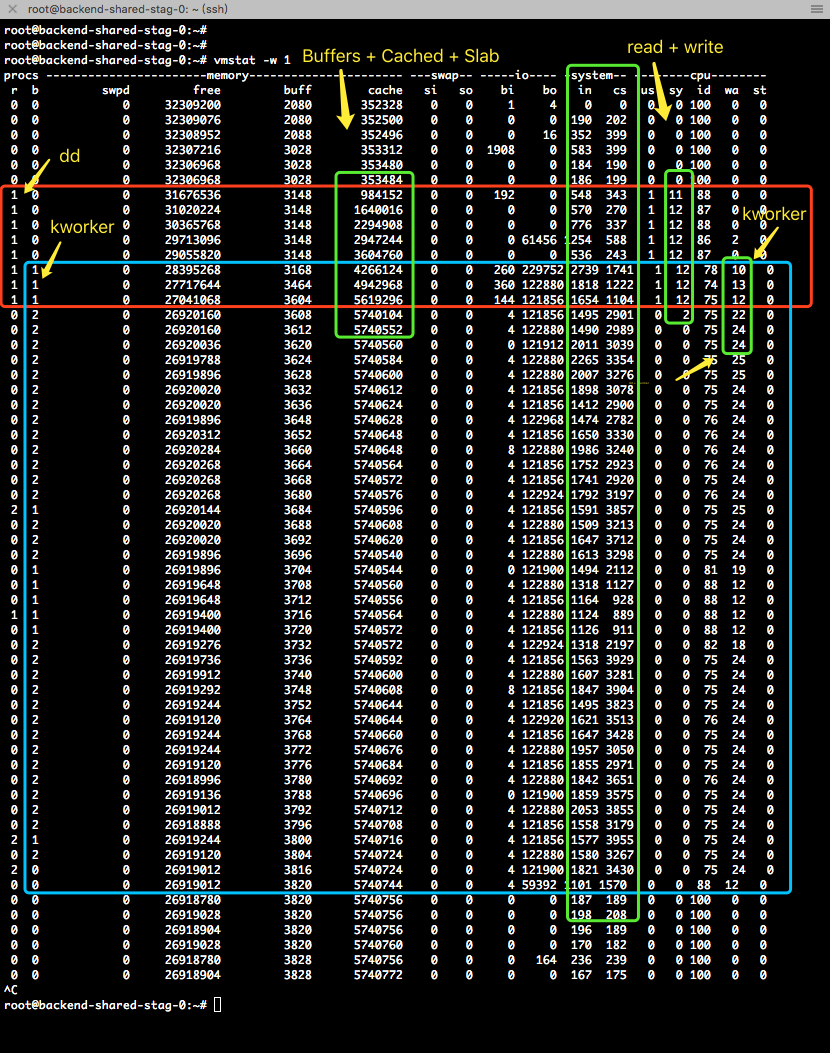 root@backend-shared-stag-0: ~ (ssh)
root@backend-shared-stag-0:~#
root@backend-shared-stag-0:~#
root@backend-shared-stag-0:~# vmstat -w 1
Buffers + Cached + Slab
read + write
procs -----------------------memory---------------------- ---swap-- -----io---- -system-- --------cpu--------
r b swpd free buff cache si so bi bo in cs us sy id wa st
0 0 0 32309200 2080 352328 0 0 1 4 0 0 0 0 100 0 0
0 0 0 32309076 2080 352500 0 0 0 0 190 202 0 0 100 0 0
0 0 0 32308952 2088 352496 0 0 0 16 352 399 0 0 100 0 0
0 0 0 32307216 3028 353312 0 0 1908 0 583 399 0 0 100 0 0
dd
0 0 0 32306968 3028 353480 0 0 0 0 184 190 0 0 100 0 0
0 0 0 32306968 3028 353484 0 0 0 0 186 199 0 0 100 0 0
1 0 0 31676536 3148 984152 0 0 192 0 548 343 1 11 88 0 0
1 0 0 31020224 3148 1640016 0 0 0 0 570 270 1 12 87 0 0
kworker
kworker
1 0 0 30365768 3148 2294908 0 0 0 0 776 337 1 12 88 0 0
1 0 0 29713096 3148 2947244 0 0 0 61456 1254 588 1 12 86 2 0
1 0 0 29055820 3148 3604760 0 0 0 0 536 243 1 12 87 0 0
1 1 0 28395268 3168 4266124 0 0 260 229752 2739 1741 1 12 78 10 0
1 1 0 27717644 3464 4942968 0 0 360 122880 1818 1222 1 12 74 13 0
1 1 0 27041068 3604 5619296 0 0 144 121856 1654 1104 1 12 75 12 0
0 2 0 26920160 3608 5740104 0 0 4 121856 1495 2901 0 2 75 22 0
0 2 0 26920160 3612 5740552 0 0 4 122880 1490 2989 0 0 75 24 0
0 2 0 26920036 3620 5740560 0 0 0 121912 2011 3039 0 0 75 24 0
0 2 0 26919788 3624 5740584 0 0 4 122880 2265 3354 0 0 75 25 0
0 2 0 26919896 3628 5740600 0 0 4 122880 2007 3276 0 0 75 25 0
0 2 0 26920020 3632 5740612 0 0 4 121856 1898 3078 0 0 75 24 0
0 2 0 26920020 3636 5740624 0 0 4 121856 1412 2900 0 0 75 24 0
0 2 0 26919896 3648 5740628 0 0 4 122968 1474 2782 0 0 76 24 0
0 2 0 26920312 3652 5740648 0 0 4 121856 1650 3330 0 0 75 24 0
0 2 0 26920284 3660 5740648 0 0 8 122880 1986 3240 0 0 76 24 0
0 2 0 26920268 3664 5740564 0 0 4 121856 1752 2923 0 0 75 24 0
0 2 0 26920268 3668 5740572 0 0 4 121856 1741 2920 0 0 75 24 0
0 2 0 26920268 3680 5740576 0 0 4 122924 1792 3197 0 0 76 24 0
2 1 0 26920144 3684 5740596 0 0 4 121856 1591 3857 0 0 75 25 0
0 2 0 26920020 3688 5740608 0 0 4 122880 1509 3213 0 0 75 24 0
0 2 0 26920020 3692 5740620 0 0 4 121856 1647 3712 0 0 75 24 0
0 2 0 26919896 3696 5740540 0 0 4 122880 1613 3298 0 0 75 24 0
0 1 0 26919896 3704 5740544 0 0 0 121900 1494 2112 0 0 81 19 0
0 1 0 26919648 3708 5740560 0 0 4 122880 1318 1127 0 0 88 12 0
0 1 0 26919648 3712 5740556 0 0 4 121856 1164 928 0 0 88 12 0
1 1 0 26919400 3716 5740564 0 0 4 122880 1124 889 0 0 88 12 0
0 1 0 26919400 3720 5740572 0 0 4 121856 1126 911 0 0 88 12 0
0 2 0 26919276 3732 5740572 0 0 4 122924 1318 2197 0 0 82 18 0
0 2 0 26919736 3736 5740592 0 0 4 121856 1563 3929 0 0 75 24 0
0 2 0 26919912 3740 5740600 0 0 4 122880 1607 3281 0 0 75 24 0
0 2 0 26919292 3748 5740608 0 0 8 121856 1847 3904 0 0 75 24 0
0 2 0 26919244 3752 5740644 0 0 4 121856 1495 3823 0 0 75 24 0
0 2 0 26919120 3764 5740644 0 0 4 122920 1621 3513 0 0 76 24 0
0 2 0 26919244 3768 5740660 0 0 4 121856 1647 3428 0 0 75 24 0
0 2 0 26919244 3772 5740676 0 0 4 122880 1957 3050 0 0 75 24 0
0 2 0 26919120 3776 5740684 0 0 4 121856 1855 2971 0 0 75 24 0
0 2 0 26918996 3780 5740692 0 0 4 122880 1842 3651 0 0 76 24 0
0 2 0 26919136 3788 5740696 0 0 0 121900 1859 3575 0 0 75 24 0
0 2 0 26919012 3792 5740712 0 0 4 122880 2053 3855 0 0 75 24 0
0 2 0 26918888 3796 5740708 0 0 4 121856 1558 3179 0 0 75 24 0
2 1 0 26919244 3800 5740716 0 0 4 121856 1577 3955 0 0 75 24 0
0 2 0 26919120 3804 5740724 0 0 4 122880 1580 3267 0 0 75 24 0
2 0 0 26919012 3816 5740724 0 0 4 121900 1821 3430 0 0 75 24 0
0 0 0 26919012 3820 5740744 0 0 4 59392 1101 1570 0 0 88 12 0
0 0 0 26918780 3820 5740756 0 0 0 0 187 189 0 0 100 0 0
0 0 0 26919028 3820 5740756 0 0 0 0 198 208 0 0 100 0 0
0 0 0 26918904 3820 5740756 0 0 0 0 196 189 0 0 100 0 0
0 0 0 26919028 3820 5740760 0 0 0 0 170 182 0 0 100 0 0
0 0 0 26918780 3828 5740756 0 0 0 164 236 239 0 0 100 0 0
0 0 0 26918904 3828 5740772 0 0 0 0 167 175 0 0 100 0 0
^C
root@backend-shared-stag-0:~#